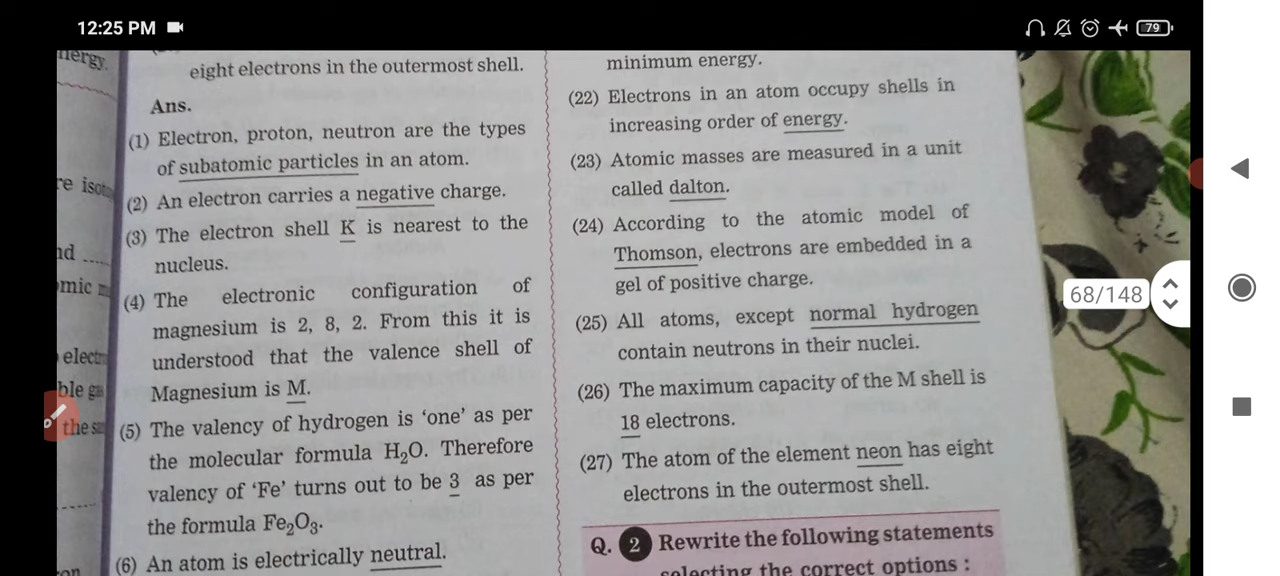 12:25 PM
79
nergy.
eight electrons in the outermost shell.
Ans.
(1) Electron, proton, neutron are the types
of subatomic particles in an atom.
(2) An electron carries a negative charge.
(3) The electron shell K is nearest to the
nucleus.
(4) The electronic configuration of
magnesium is 2, 8, 2. From this it is
understood that the valence shell of
Magnesium is M.
(5) The valency of hydrogen is ‘one’ as per
the molecular formula H₂O. Therefore
valency of ‘Fe’ turns out to be 3 as per
the formula Fe₂O₃.
(6) An atom is electrically neutral.
minimum energy.
(22) Electrons in an atom occupy shells in
increasing order of energy.
(23) Atomic masses are measured in a unit
called dalton.
(24) According to the atomic model of
Thomson, electrons are embedded in a
gel of positive charge.
(25) All atoms, except normal hydrogen
contain neutrons in their nuclei.
(26) The maximum capacity of the M shell is
18 electrons.
(27) The atom of the element neon has eight
electrons in the outermost shell.
Q. 2 Rewrite the following statements
selecting the correct options :
68/148